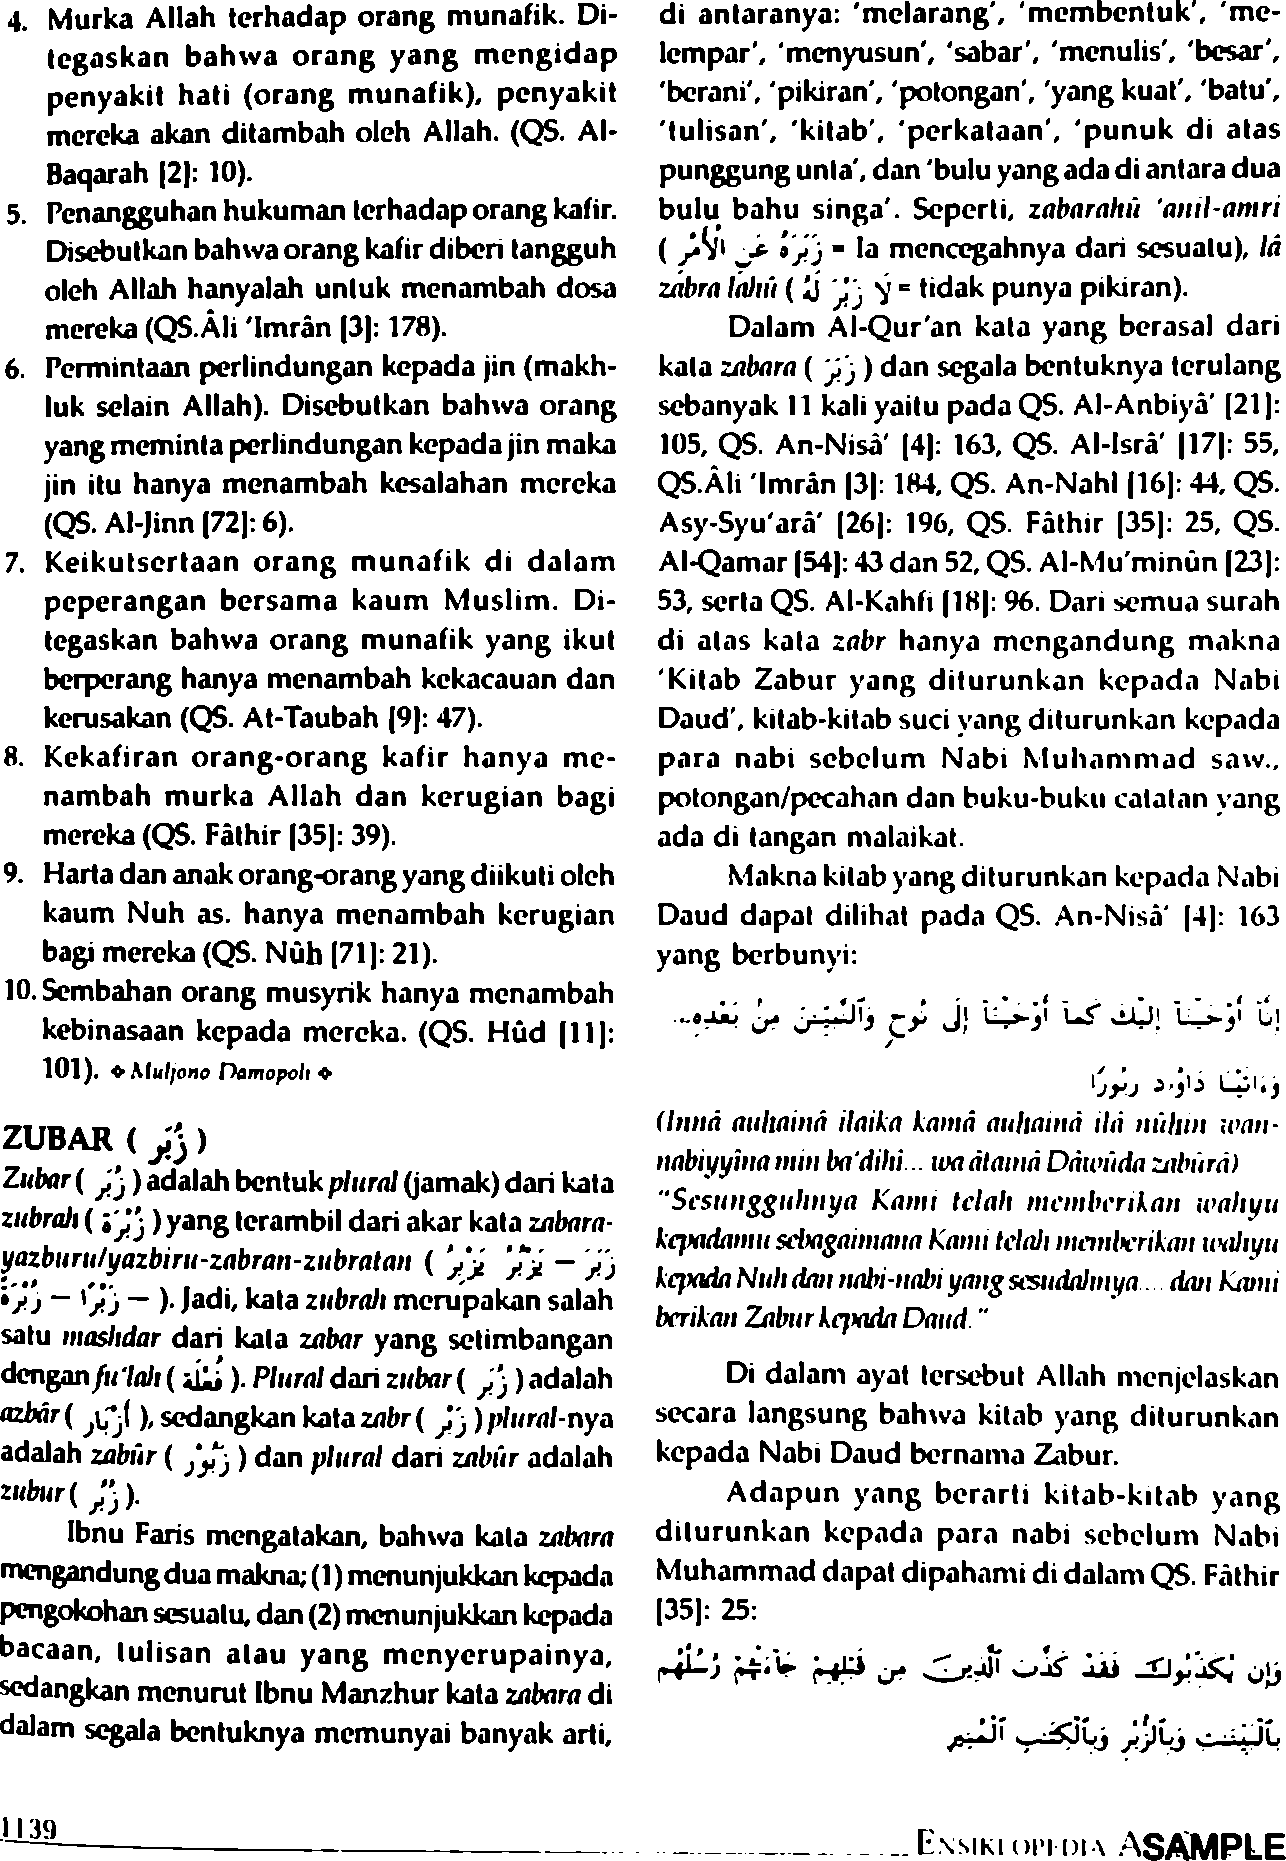 4. Murka Allah terhadap orang munafik. Di-
tegaskan bahwa orang yang mengidap
penyakit hati (orang munafik), penyakit
mereka akan ditambah oleh Allah. (QS. Al-
Baqarah [2]: 10).
5. Penangguhan hukuman terhadap orang kafir.
Disebutkan bahwa orang kafir diberi tangguh
oleh Allah hanyalah untuk menambah dosa
mereka (QS.Âli 'Imrân [3]: 178).
6. Permintaan perlindungan kepada jin (makh-
luk selain Allah). Disebutkan bahwa orang
yang meminta perlindungan kepada jin maka
jin itu hanya menambah kesalahan mereka
(QS. Al-Jinn [72]: 6).
7. Keikutsertaan orang munafik di dalam
peperangan bersama kaum Muslim. Di-
tegaskan bahwa orang munafik yang ikut
berperang hanya menambah kekacauan dan
kerusakan (QS. At-Taubah [9]: 47).
8. Kekafiran orang-orang kafir hanya me-
nambah murka Allah dan kerugian bagi
mereka (QS. Fâthir [35]: 39).
9. Harta dan anak orang-orang yang diikuti oleh
kaum Nuh as. hanya menambah kerugian
bagi mereka (QS. Nûh [71]: 21).
10. Sembahan orang musyrik hanya menambah
kebinasaan kepada mereka. (QS. Hûd [11]:
101). ❖ Muljono Damopoli ❖
ZUBAR ( زُبَر )
Zubar ( زُبَر ) adalah bentuk plural (jamak) dari kata
zubrah ( زُبْرَة ) yang terambil dari akar kata zabara-
yazburu/yazbiru-zabran-zubratan ( زَبَرَ – يَزْبُرُ يَزْبِرُ
– زَبْرًا – زُبْرَة ). Jadi, kata zubrah merupakan salah
satu mashdar dari kata zabar yang setimbangan
dengan fu'lah ( فُعْلَة ). Plural dari zubar ( زُبَر ) adalah
azbâr ( أَزْبَار ), sedangkan kata zabr ( زَبْر ) plural-nya
adalah zabûr ( زَبُوْر ) dan plural dari zabûr adalah
zubur ( زُبُر ).
Ibnu Faris mengatakan, bahwa kata zabara
mengandung dua makna; (1) menunjukkan kepada
pengokohan sesuatu, dan (2) menunjukkan kepada
bacaan, tulisan atau yang menyerupainya,
sedangkan menurut Ibnu Manzhur kata zabara di
dalam segala bentuknya memunyai banyak arti,
di antaranya: 'melarang', 'membentuk', 'me-
lempar', 'menyusun', 'sabar', 'menulis', 'besar',
'berani', 'pikiran', 'potongan', 'yang kuat', 'batu',
'tulisan', 'kitab', 'perkataan', 'punuk di atas
punggung unta', dan 'bulu yang ada di antara dua
bulu bahu singa'. Seperti, zabarahû 'anil-amri
( زَبَرَهُ عَنِ الْأَمْرِ = Ia mencegahnya dari sesuatu), lâ
zabra lahû ( لَا زَبْرَ لَهُ = tidak punya pikiran).
Dalam Al-Qur'an kata yang berasal dari
kata zabara ( زَبَرَ ) dan segala bentuknya terulang
sebanyak 11 kali yaitu pada QS. Al-Anbiyâ' [21]:
105, QS. An-Nisâ' [4]: 163, QS. Al-Isrâ' [17]: 55,
QS.Âli 'Imrân [3]: 184, QS. An-Nahl [16]: 44, QS.
Asy-Syu'arâ' [26]: 196, QS. Fâthir [35]: 25, QS.
Al-Qamar [54]: 43 dan 52, QS. Al-Mu'minûn [23]:
53, serta QS. Al-Kahfi [18]: 96. Dari semua surah
di atas kata zabr hanya mengandung makna
'Kitab Zabur yang diturunkan kepada Nabi
Daud', kitab-kitab suci yang diturunkan kepada
para nabi sebelum Nabi Muhammad saw.,
potongan/pecahan dan buku-buku catatan yang
ada di tangan malaikat.
Makna kitab yang diturunkan kepada Nabi
Daud dapat dilihat pada QS. An-Nisâ' [4]: 163
yang berbunyi:
إِنَّآ أَوْحَيْنَآ إِلَيْكَ كَمَآ أَوْحَيْنَآ إِلَى نُوحٍ وَٱلنَّبِيِّـنَ مِنْ بَعْدِهِ...
وَءَاتَيْنَا دَاوُۥدَ زَبُورًا
(Innâ auhainâ ilaika kamâ auhainâ ilâ nûhin wan-
nabiyyîna min ba'dihi... wa âtainâ Dâwûda zabûrâ)
"Sesungguhnya Kami telah memberikan wahyu
kepadamu sebagaimana Kami telah memberikan wahyu
kepada Nuh dan nabi-nabi yang sesudahnya... dan Kami
berikan Zabur kepada Daud."
Di dalam ayat tersebut Allah menjelaskan
secara langsung bahwa kitab yang diturunkan
kepada Nabi Daud bernama Zabur.
Adapun yang berarti kitab-kitab yang
diturunkan kepada para nabi sebelum Nabi
Muhammad dapat dipahami di dalam QS. Fâthir
[35]: 25:
وَإِن يُكَذِّبُوكَ فَقَدْ كَذَّبَ ٱلَّذِينَ مِن قَبْلِهِمْ جَآءَتْهُمْ رُسُلُهُم
بِٱلْبَيِّنَـٰتِ وَبِٱلزُّبُرِ وَبِٱلْكِتَـٰبِ ٱلْمُنِيرِ
1139
ENSIKLOPEDIA ASAMPLE